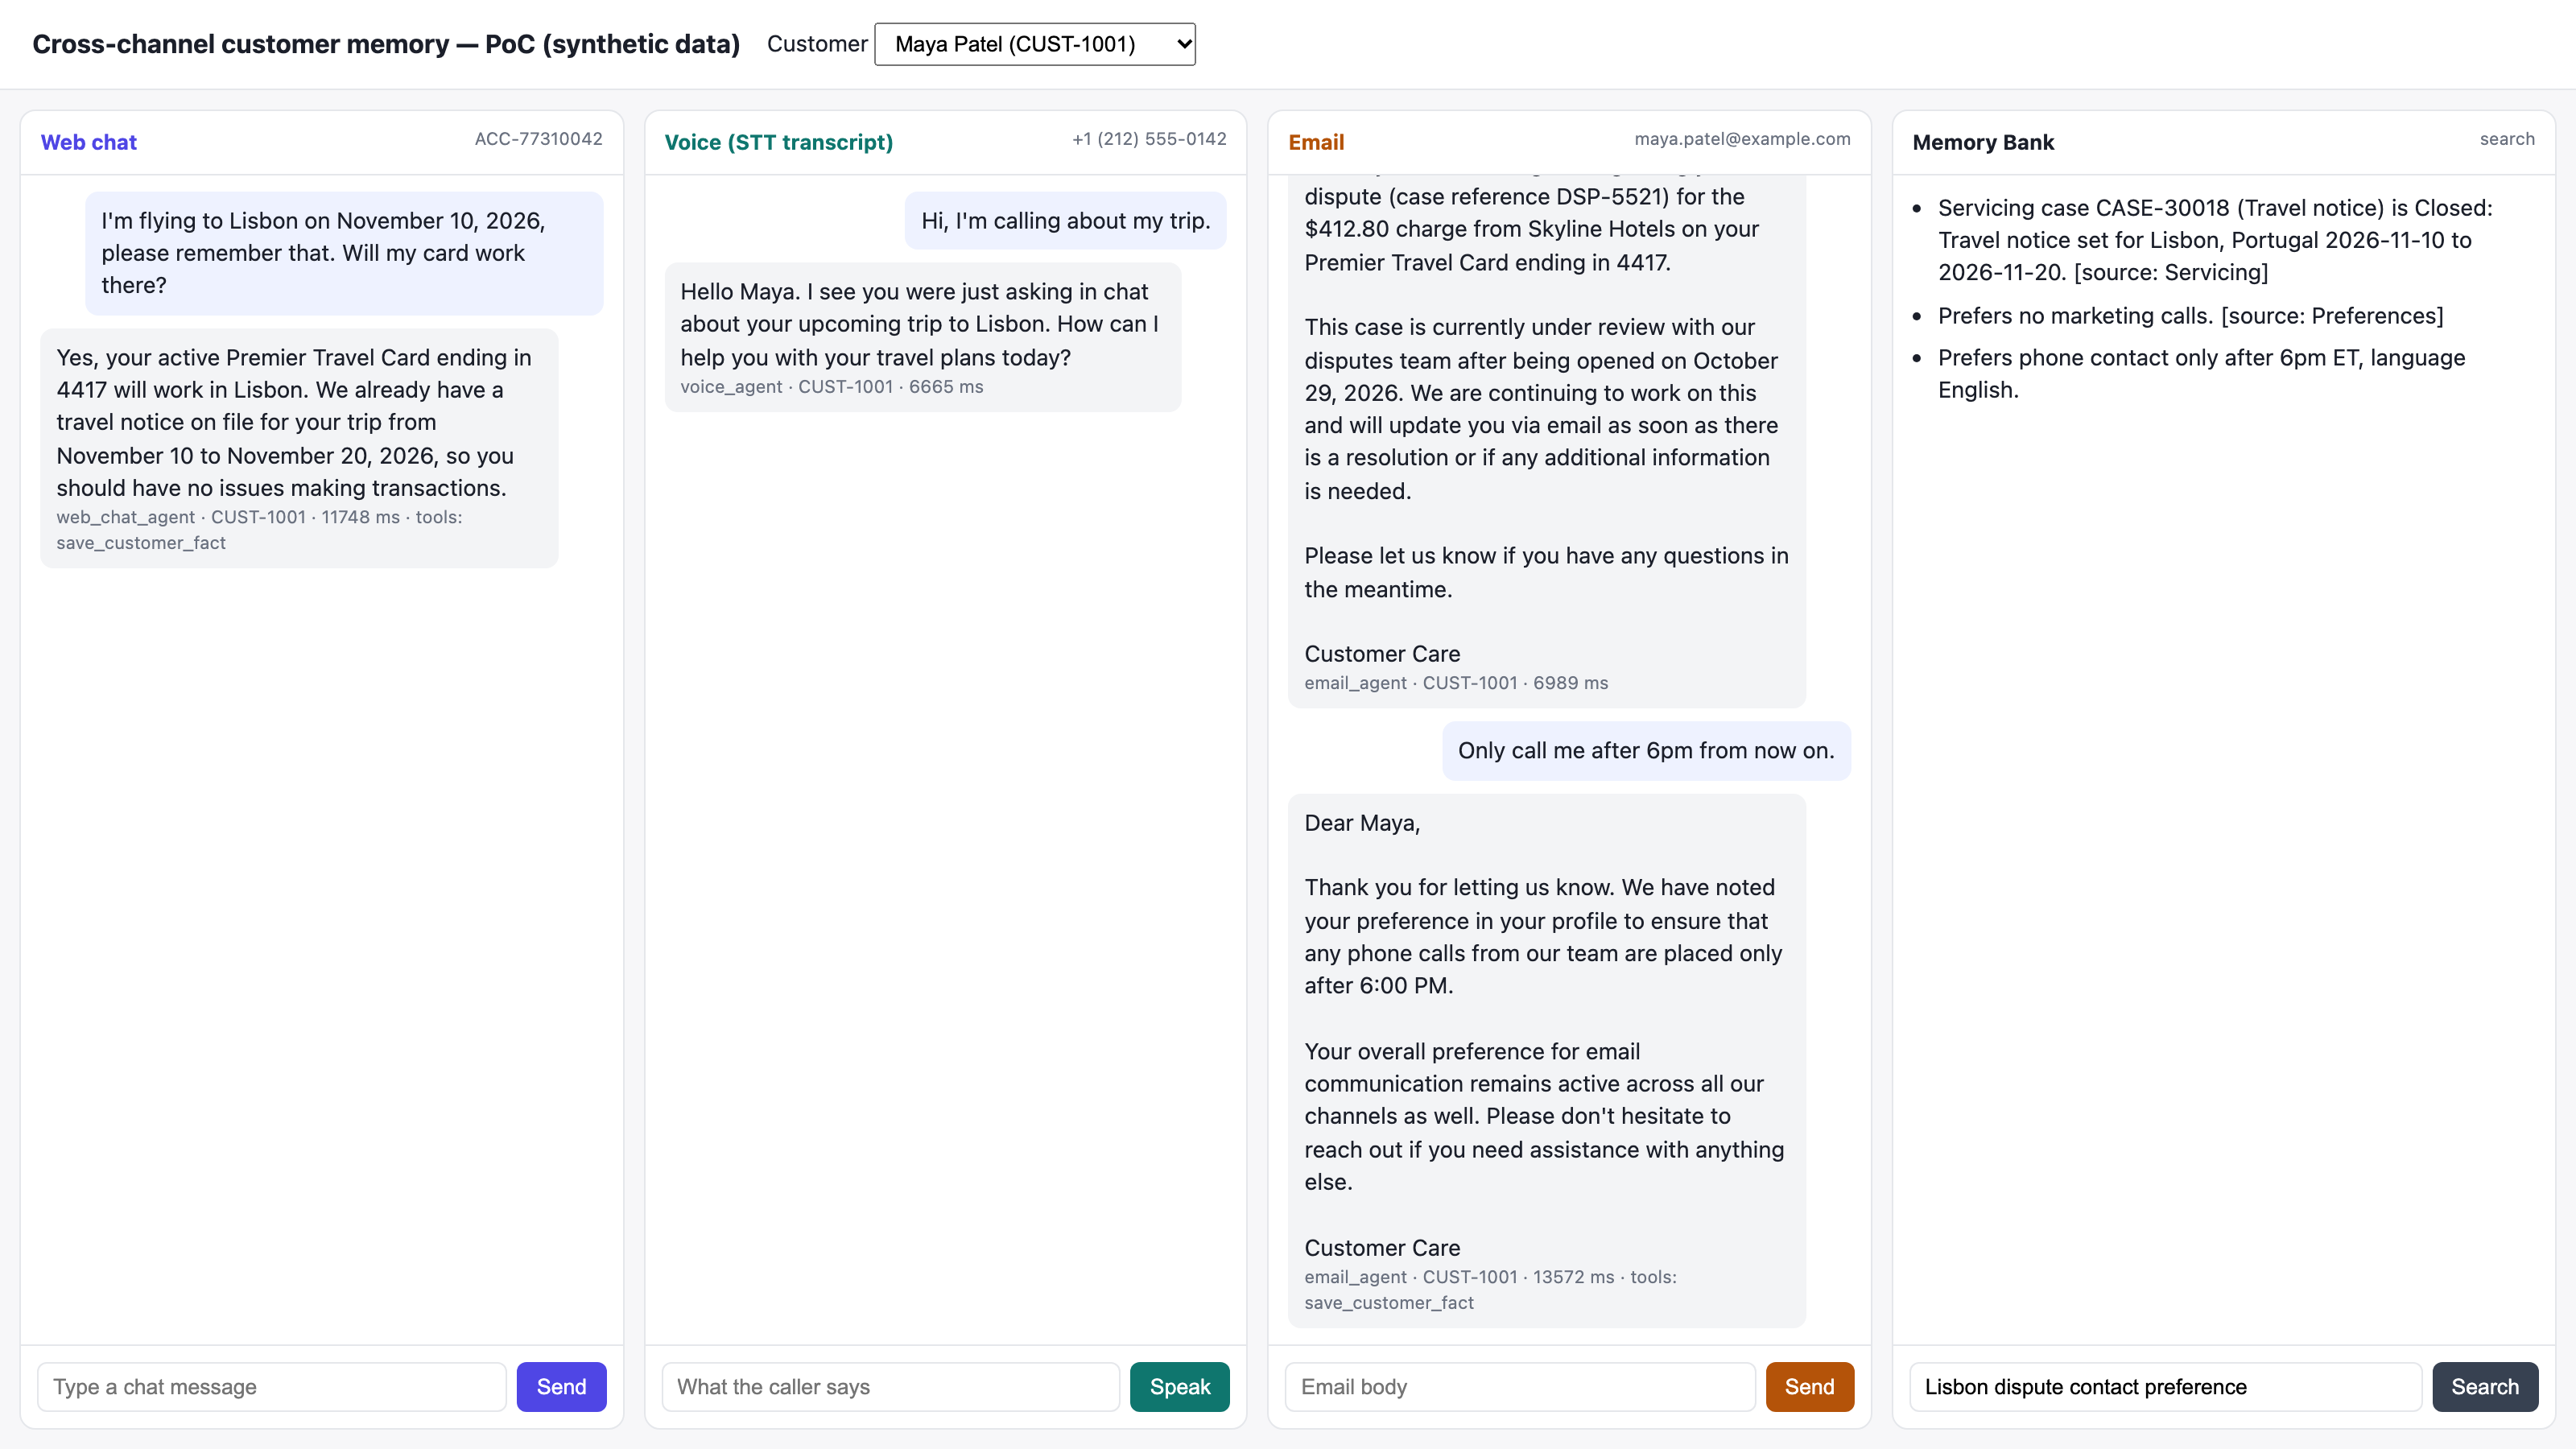 Cross-channel customer memory — PoC (synthetic data)
Customer
Maya Patel (CUST-1001)
Web chat
ACC-77310042
I'm flying to Lisbon on November 10, 2026,
please remember that. Will my card work
there?
Yes, your active Premier Travel Card ending in
4417 will work in Lisbon. We already have a
travel notice on file for your trip from
November 10 to November 20, 2026, so you
should have no issues making transactions.
web_chat_agent · CUST-1001 · 11748 ms · tools:
save_customer_fact
Type a chat message
Send
Voice (STT transcript)
+1 (212) 555-0142
Hi, I'm calling about my trip.
Hello Maya. I see you were just asking in chat
about your upcoming trip to Lisbon. How can I
help you with your travel plans today?
voice_agent · CUST-1001 · 6665 ms
What the caller says
Speak
Email
maya.patel@example.com
dispute (case reference DSP-5521) for the
$412.80 charge from Skyline Hotels on your
Premier Travel Card ending in 4417.
This case is currently under review with our
disputes team after being opened on October
29, 2026. We are continuing to work on this
and will update you via email as soon as there
is a resolution or if any additional information
is needed.
Please let us know if you have any questions in
the meantime.
Customer Care
email_agent · CUST-1001 · 6989 ms
Only call me after 6pm from now on.
Dear Maya,
Thank you for letting us know. We have noted
your preference in your profile to ensure that
any phone calls from our team are placed only
after 6:00 PM.
Your overall preference for email
communication remains active across all our
channels as well. Please don't hesitate to
reach out if you need assistance with anything
else.
Customer Care
email_agent · CUST-1001 · 13572 ms · tools:
save_customer_fact
Email body
Send
Memory Bank
search
• Servicing case CASE-30018 (Travel notice) is Closed:
Travel notice set for Lisbon, Portugal 2026-11-10 to
2026-11-20. [source: Servicing]
• Prefers no marketing calls. [source: Preferences]
• Prefers phone contact only after 6pm ET, language
English.
Lisbon dispute contact preference
Search